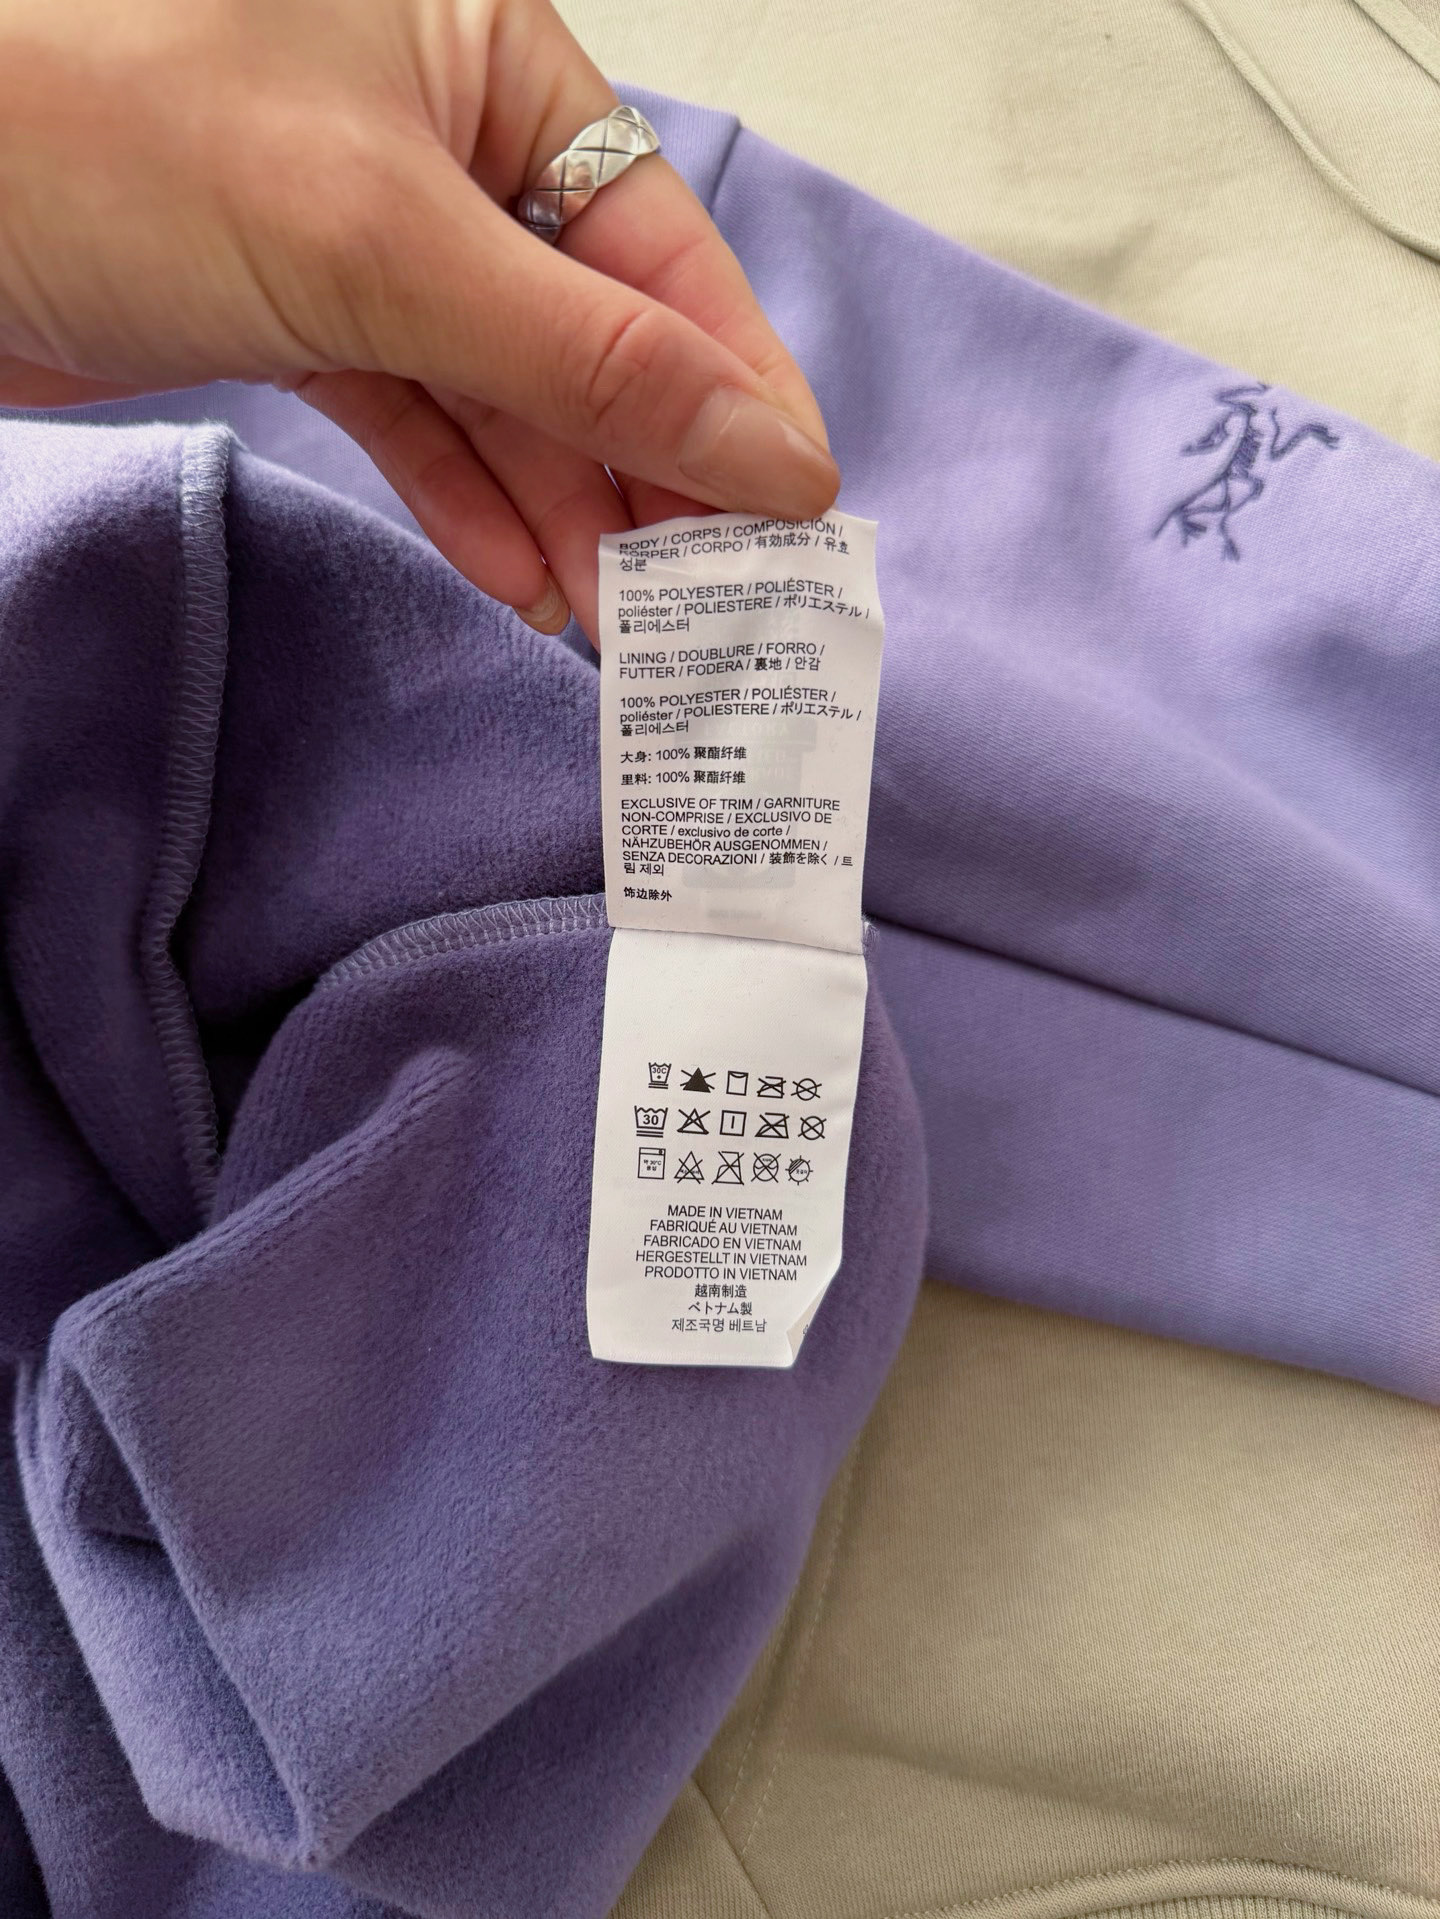 BODY / CORPS / COMPOSICIÓN /
KÖRPER / CORPO / 有効成分 / 유효
성분
100% POLYESTER / POLIÉSTER /
poliéster / POLIESTERE / ポリエステル /
폴리에스터
LINING / DOUBLURE / FORRO /
FUTTER / FODERA / 裏地 / 안감
100% POLYESTER / POLIÉSTER /
poliéster / POLIESTERE / ポリエステル /
폴리에스터
大身: 100% 聚酯纤维
里料: 100% 聚酯纤维
EXCLUSIVE OF TRIM / GARNITURE
NON-COMPRISE / EXCLUSIVO DE
CORTE / exclusivo de corte /
NÄHZUBEHÖR AUSGENOMMEN /
SENZA DECORAZIONI / 装飾を除く / 트
림 제외
饰边除外
30C
30
약 30°C
중성
MADE IN VIETNAM
FABRIQUÉ AU VIETNAM
FABRICADO EN VIETNAM
HERGESTELLT IN VIETNAM
PRODOTTO IN VIETNAM
越南制造
ベトナム製
제조국명 베트남